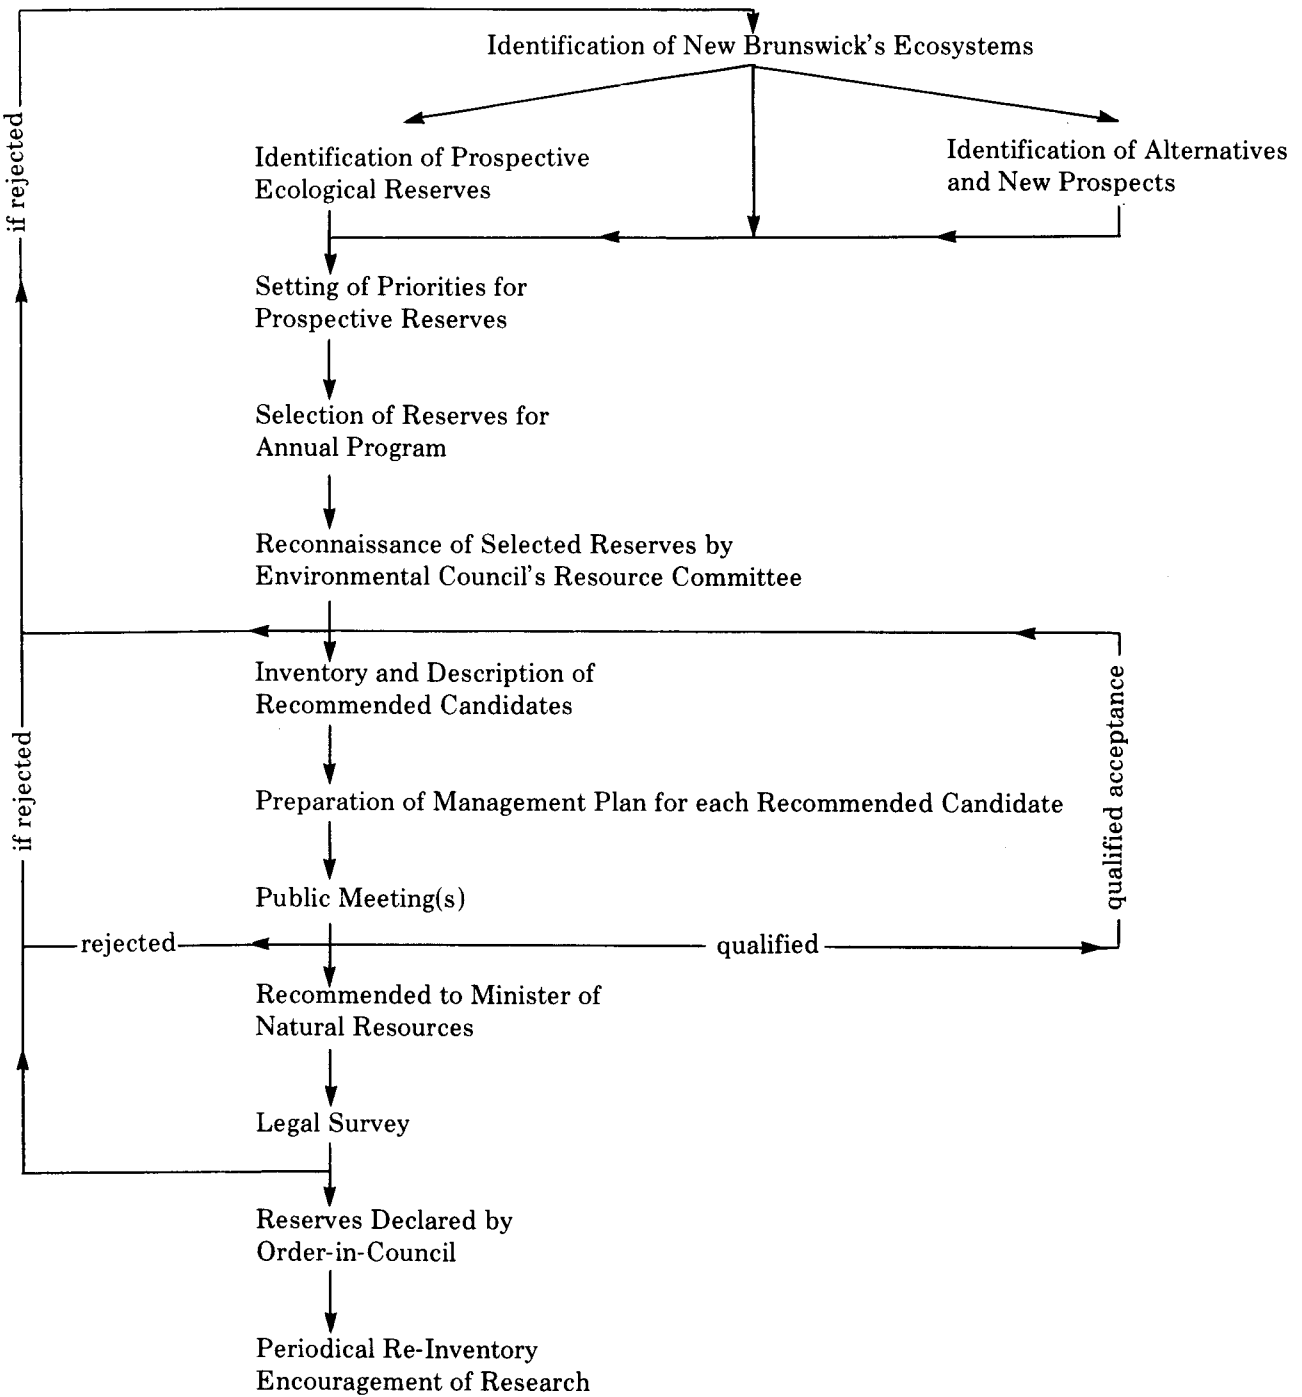 Identification of New Brunswick's Ecosystems
if rejected
Identification of Prospective
Ecological Reserves
Identification of Alternatives
and New Prospects
Setting of Priorities for
Prospective Reserves
Selection of Reserves for
Annual Program
Reconnaissance of Selected Reserves by
Environmental Council's Resource Committee
Inventory and Description of
Recommended Candidates
if rejected
qualified acceptance
Preparation of Management Plan for each Recommended Candidate
Public Meeting(s)
rejected
qualified
Recommended to Minister of
Natural Resources
Legal Survey
Reserves Declared by
Order-in-Council
Periodical Re-Inventory
Encouragement of Research